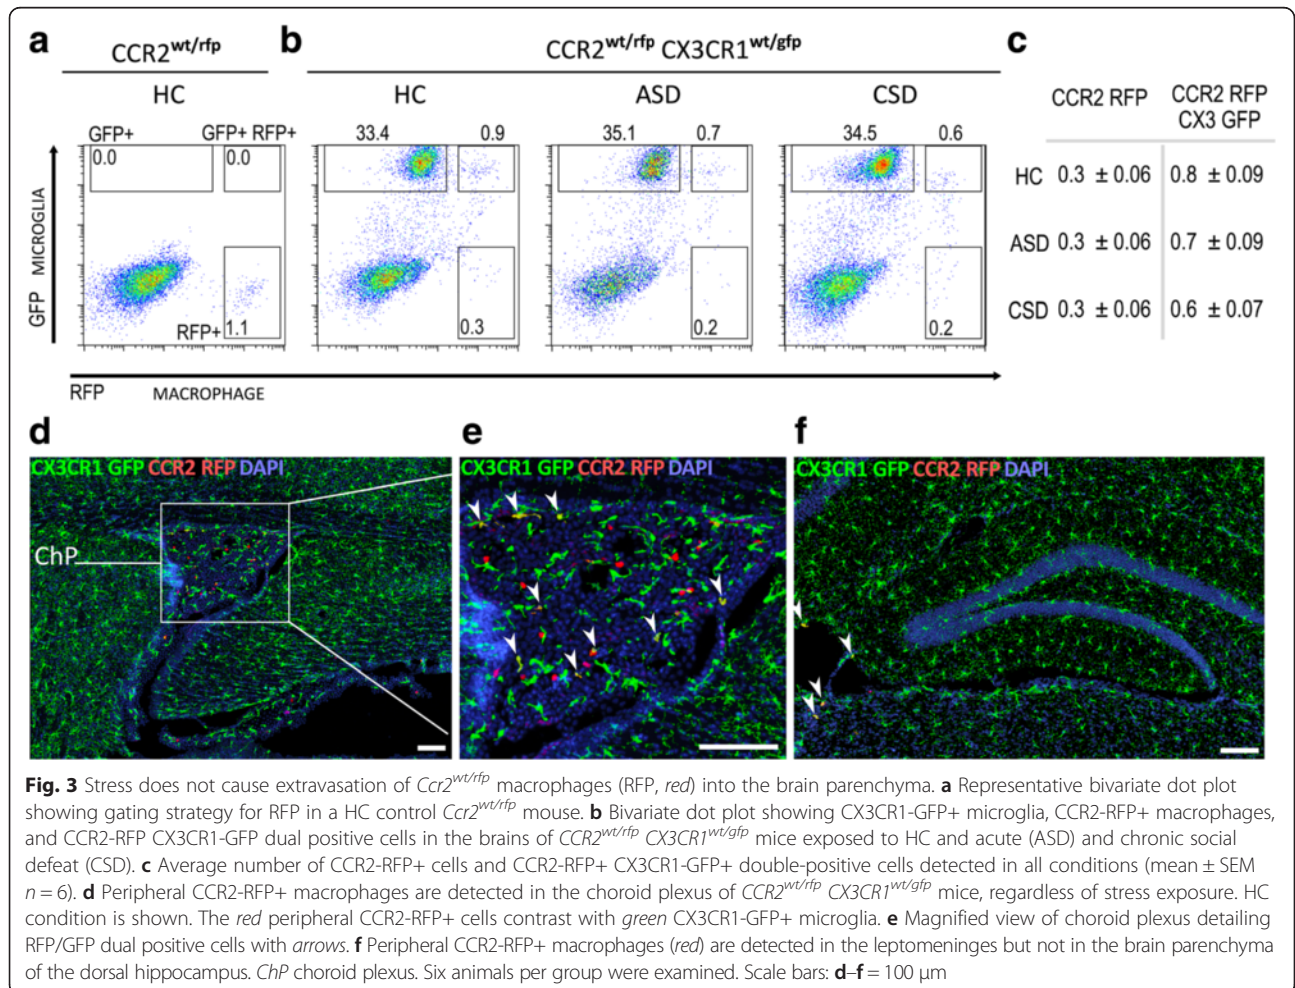 a
b
c
CCR2wt/rfp
CCR2wt/rfp CX3CR1wt/gfp
HC
HC
ASD
CSD
CCR2 RFP
CCR2 RFP
CX3 GFP
GFP+
GFP+ RFP+
33.4
0.9
35.1
0.7
34.5
0.6
0.0
0.0
HC
0.3 ± 0.06
0.8 ± 0.09
ASD
0.3 ± 0.06
0.7 ± 0.09
CSD
0.3 ± 0.06
0.6 ± 0.07
GFP MICROGLIA
RFP+
1.1
0.3
0.2
0.2
RFP MACROPHAGE
d
e
f
CX3CR1 GFP CCR2 RFP DAPI
CX3CR1 GFP CCR2 RFP DAPI
CX3CR1 GFP CCR2 RFP DAPI
ChP
Fig. 3 Stress does not cause extravasation of Ccr2wt/rfp macrophages (RFP, red) into the brain parenchyma. a Representative bivariate dot plot
showing gating strategy for RFP in a HC control Ccr2wt/rfp mouse. b Bivariate dot plot showing CX3CR1-GFP+ microglia, CCR2-RFP+ macrophages,
and CCR2-RFP CX3CR1-GFP dual positive cells in the brains of CCR2wt/rfp CX3CR1wt/gfp mice exposed to HC and acute (ASD) and chronic social
defeat (CSD). c Average number of CCR2-RFP+ cells and CCR2-RFP+ CX3CR1-GFP+ double-positive cells detected in all conditions (mean ± SEM
n = 6). d Peripheral CCR2-RFP+ macrophages are detected in the choroid plexus of CCR2wt/rfp CX3CR1wt/gfp mice, regardless of stress exposure. HC
condition is shown. The red peripheral CCR2-RFP+ cells contrast with green CX3CR1-GFP+ microglia. e Magnified view of choroid plexus detailing
RFP/GFP dual positive cells with arrows. f Peripheral CCR2-RFP+ macrophages (red) are detected in the leptomeninges but not in the brain parenchyma
of the dorsal hippocampus. ChP choroid plexus. Six animals per group were examined. Scale bars: d–f = 100 μm